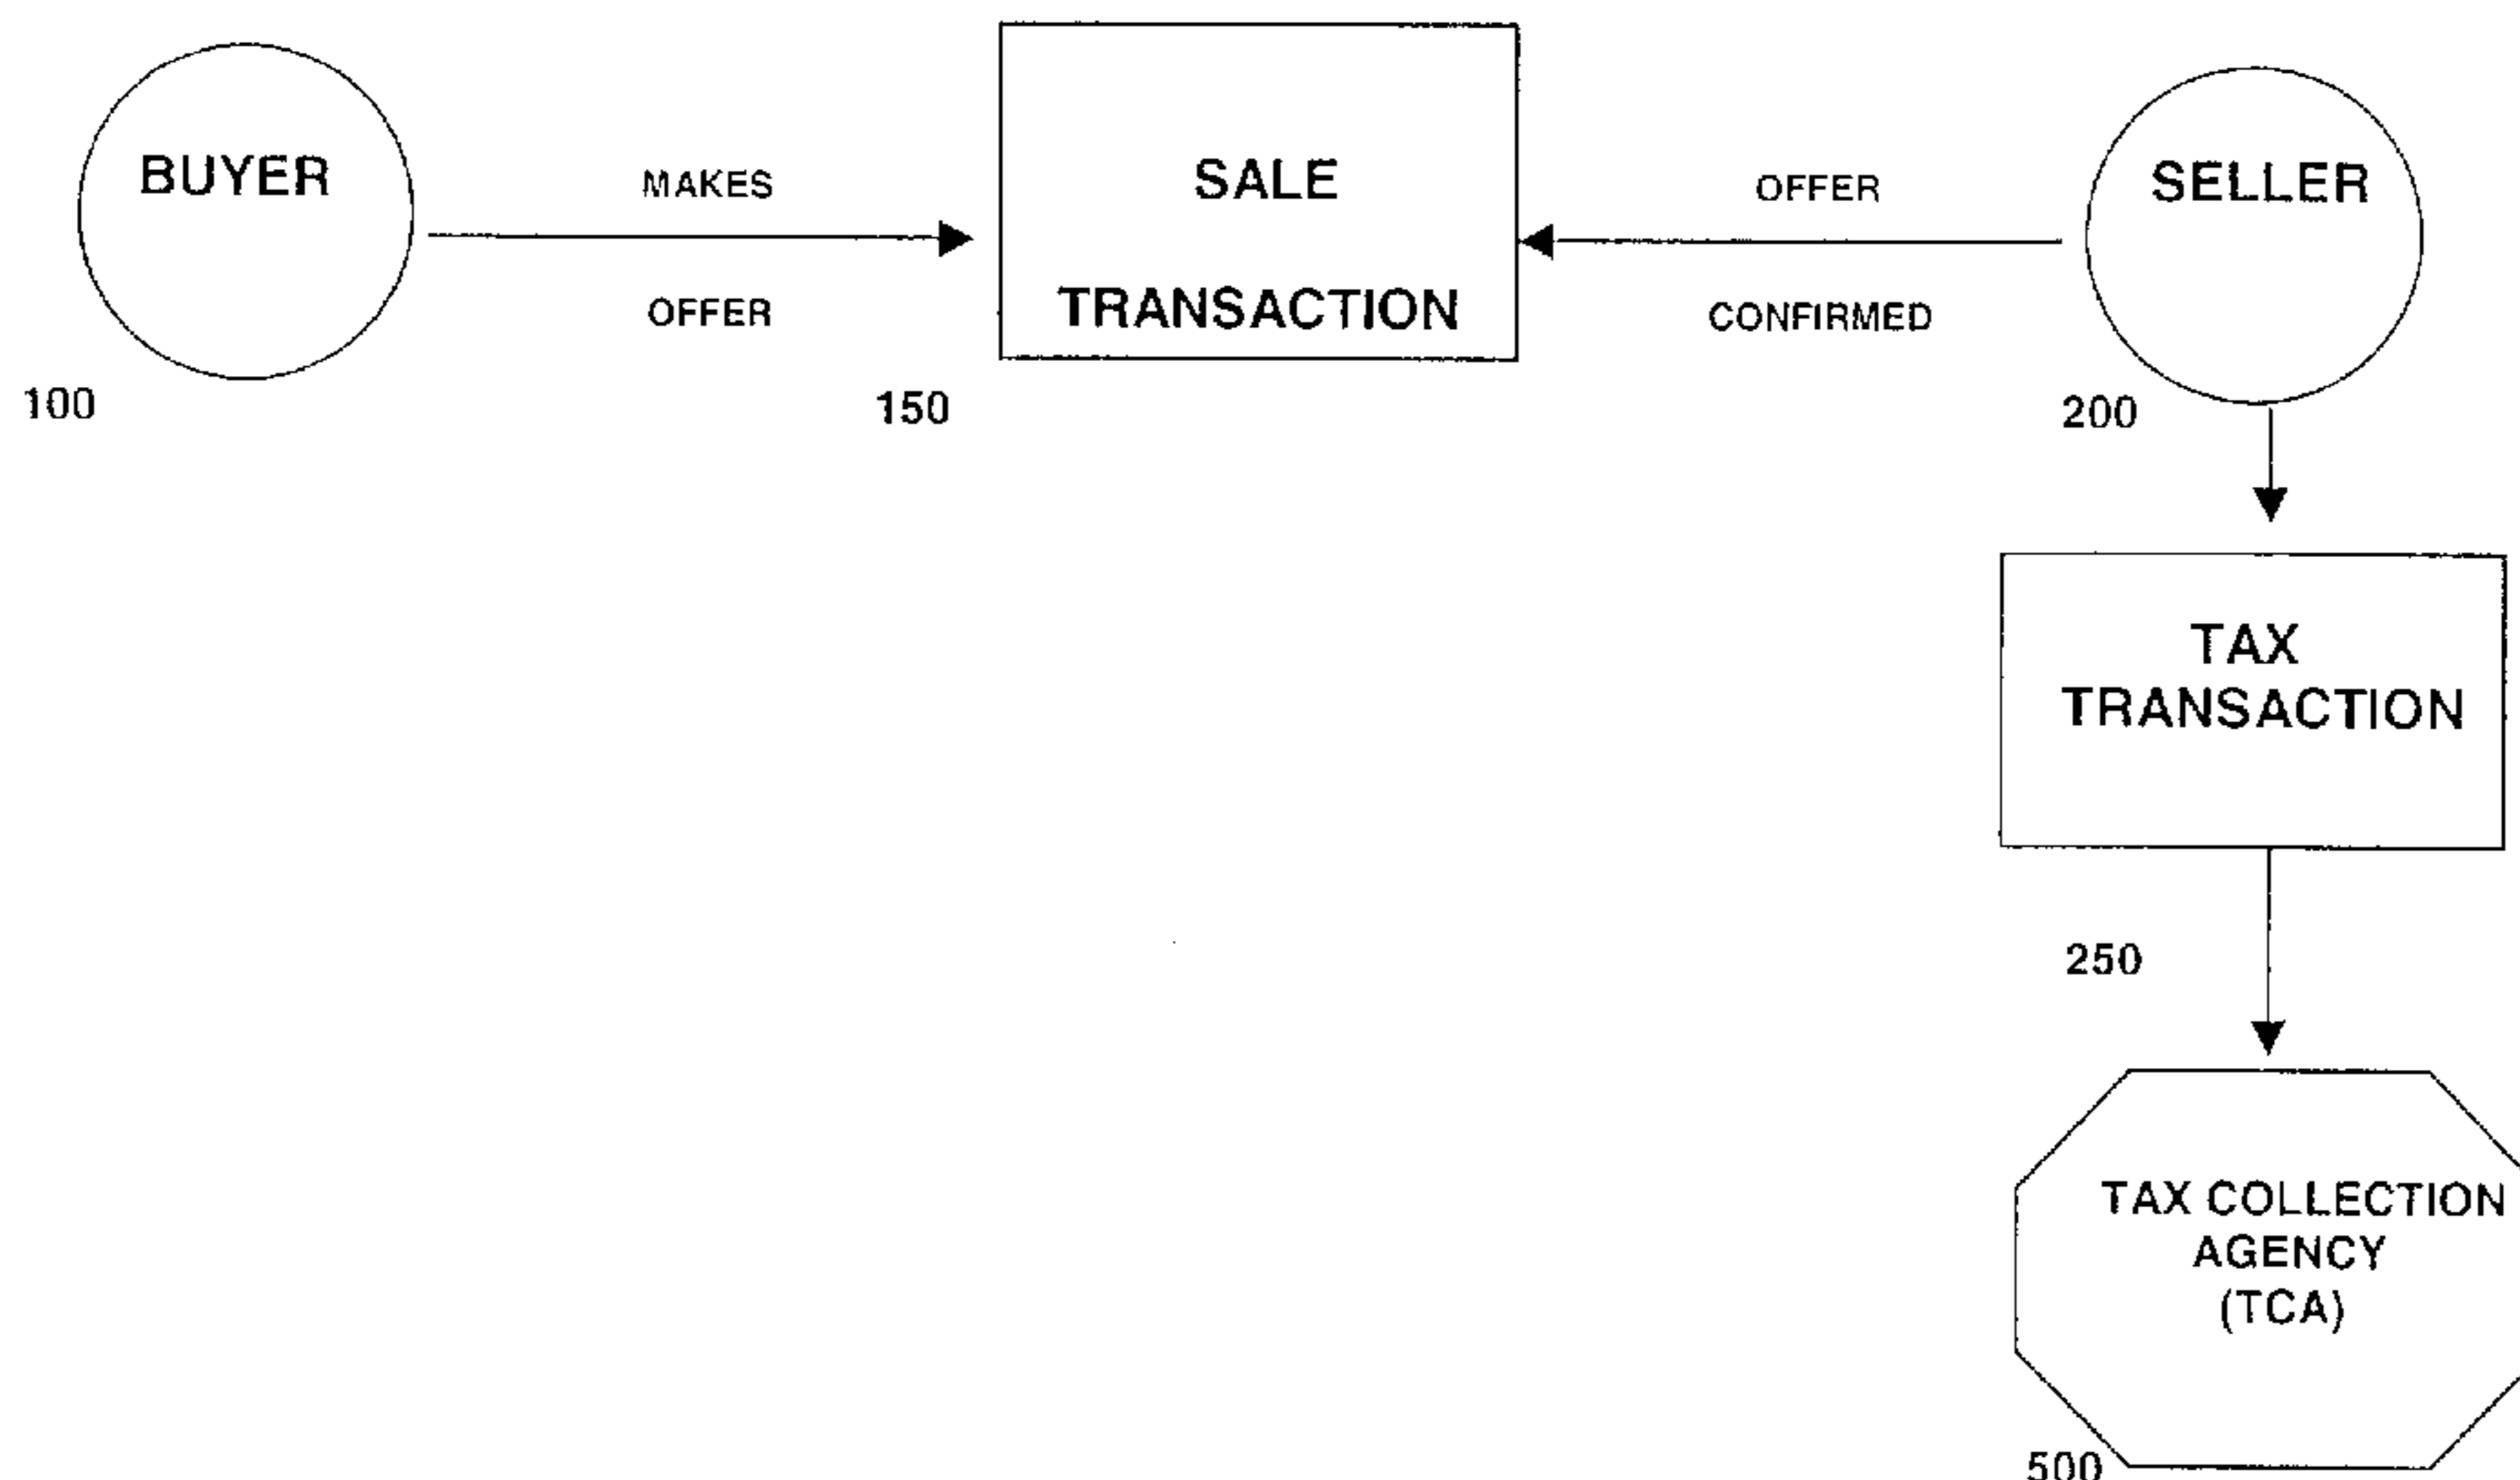 BUYER
MAKES
OFFER
SALE
TRANSACTION
OFFER
CONFIRMED
SELLER
100
150
200
TAX
TRANSACTION
250
TAX COLLECTION
AGENCY
(TCA)
500